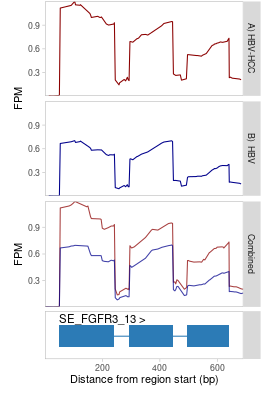 0.9
0.6
0.3
FPM
A) HBV-HCC
0.9
0.6
0.3
B) HBV
0.9
0.6
0.3
FPM
Combined
SE_FGFR3_13 >
200 400 600
Distance from region start (bp)